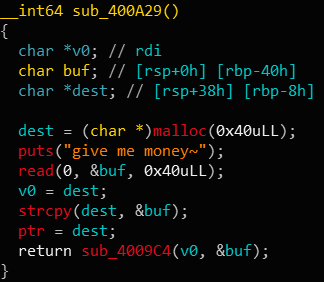 __int64 sub_400A29()
{
  char *v0; // rdi
  char buf; // [rsp+0h] [rbp-40h]
  char *dest; // [rsp+38h] [rbp-8h]

  dest = (char *)malloc(0x40uLL);
  puts("give me money~");
  read(0, &buf, 0x40uLL);
  v0 = dest;
  strcpy(dest, &buf);
  ptr = dest;
  return sub_4009C4(v0, &buf);
}